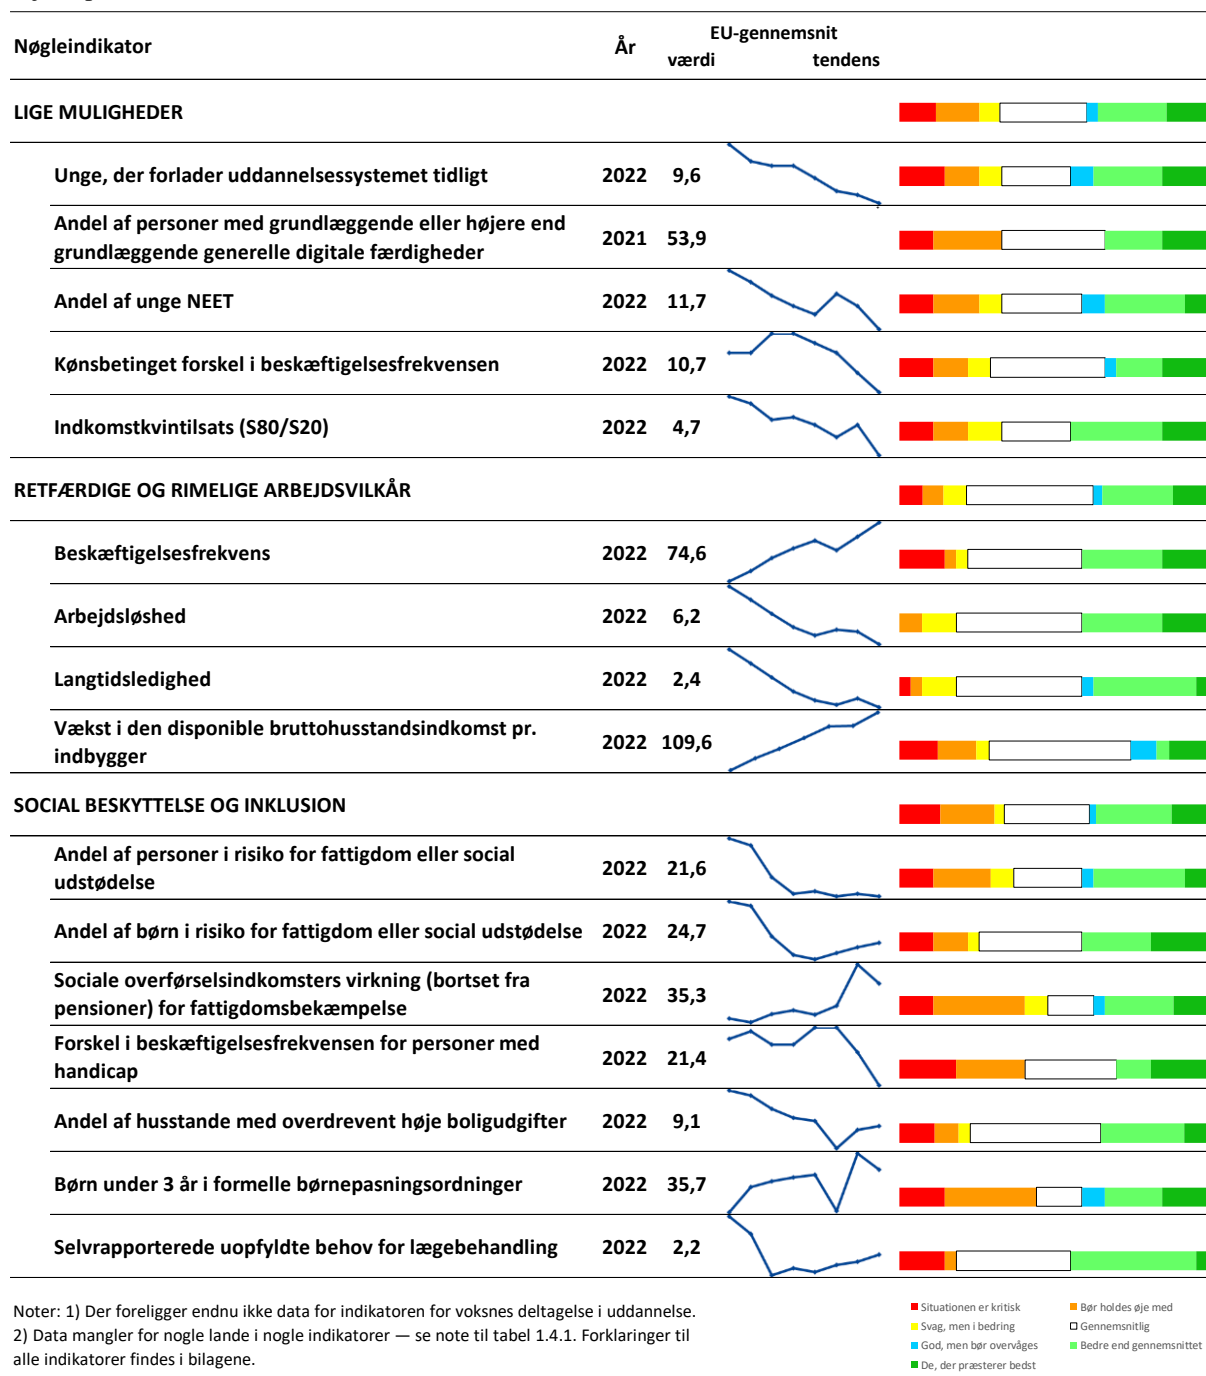 Nøgleindikator
År
EU-gennemsnit
værdi tendens
LIGE MULIGHEDER
Unge, der forlader uddannelsessystemet tidligt 2022 9,6
Andel af personer med grundlæggende eller højere end
grundlæggende generelle digitale færdigheder 2021 53,9
Andel af unge NEET 2022 11,7
Kønsbetinget forskel i beskæftigelsesfrekvensen 2022 10,7
Indkomstkvintilsats (S80/S20) 2022 4,7
RETFÆRDIGE OG RIMELIGE ARBEJDSVILKÅR
Beskæftigelsesfrekvens 2022 74,6
Arbejdsløshed 2022 6,2
Langtidsledighed 2022 2,4
Vækst i den disponible bruttohusstandsindkomst pr.
indbygger 2022 109,6
SOCIAL BESKYTTELSE OG INKLUSION
Andel af personer i risiko for fattigdom eller social
udstødelse 2022 21,6
Andel af børn i risiko for fattigdom eller social udstødelse 2022 24,7
Sociale overførselsindkomsters virkning (bortset fra
pensioner) for fattigdomsbekæmpelse 2022 35,3
Forskel i beskæftigelsesfrekvensen for personer med
handicap 2022 21,4
Andel af husstande med overdrevent høje boligudgifter 2022 9,1
Børn under 3 år i formelle børnepasningsordninger 2022 35,7
Selvrapporterede uopfyldte behov for lægebehandling 2022 2,2
Noter: 1) Der foreligger endnu ikke data for indikatoren for voksnes deltagelse i uddannelse.
2) Data mangler for nogle lande i nogle indikatorer — se note til tabel 1.4.1. Forklaringer til
alle indikatorer findes i bilagene.
Situationen er kritisk Bør holdes øje med
Svag, men i bedring Gennemsnitlig
God, men bør overvåges Bedre end gennemsnittet
De, der præsterer bedst